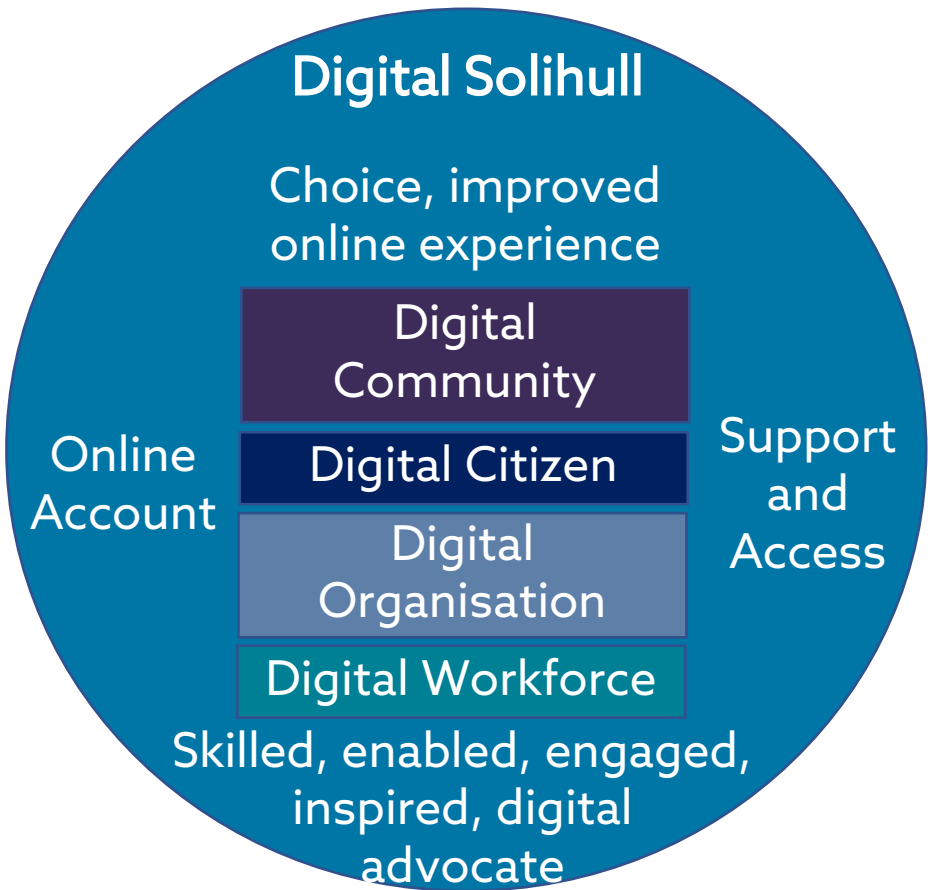 Digital Solihull
Choice, improved
online experience
Digital
Community
Online
Account
Digital Citizen
Support
and
Access
Digital
Organisation
Digital Workforce
Skilled, enabled, engaged,
inspired, digital
advocate